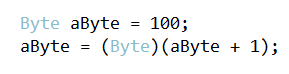 Byte aByte = 100;
aByte = (Byte)(aByte + 1);